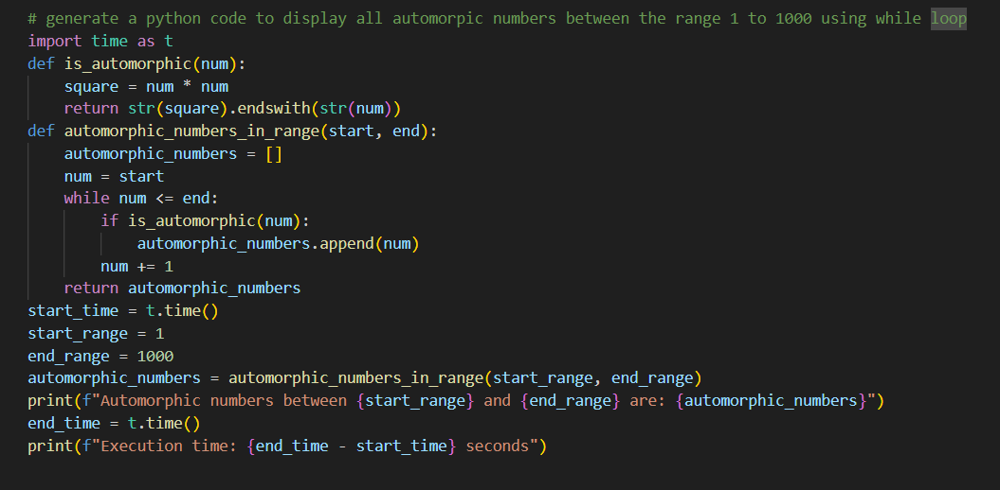 # generate a python code to display all automorpic numbers between the range 1 to 1000 using while loop
import time as t
def is_automorphic(num):
    square = num * num
    return str(square).endswith(str(num))
def automorphic_numbers_in_range(start, end):
    automorphic_numbers = []
    num = start
    while num <= end:
        if is_automorphic(num):
            automorphic_numbers.append(num)
        num += 1
    return automorphic_numbers
start_time = t.time()
start_range = 1
end_range = 1000
automorphic_numbers = automorphic_numbers_in_range(start_range, end_range)
print(f"Automorphic numbers between {start_range} and {end_range} are: {automorphic_numbers}")
end_time = t.time()
print(f"Execution time: {end_time - start_time} seconds")